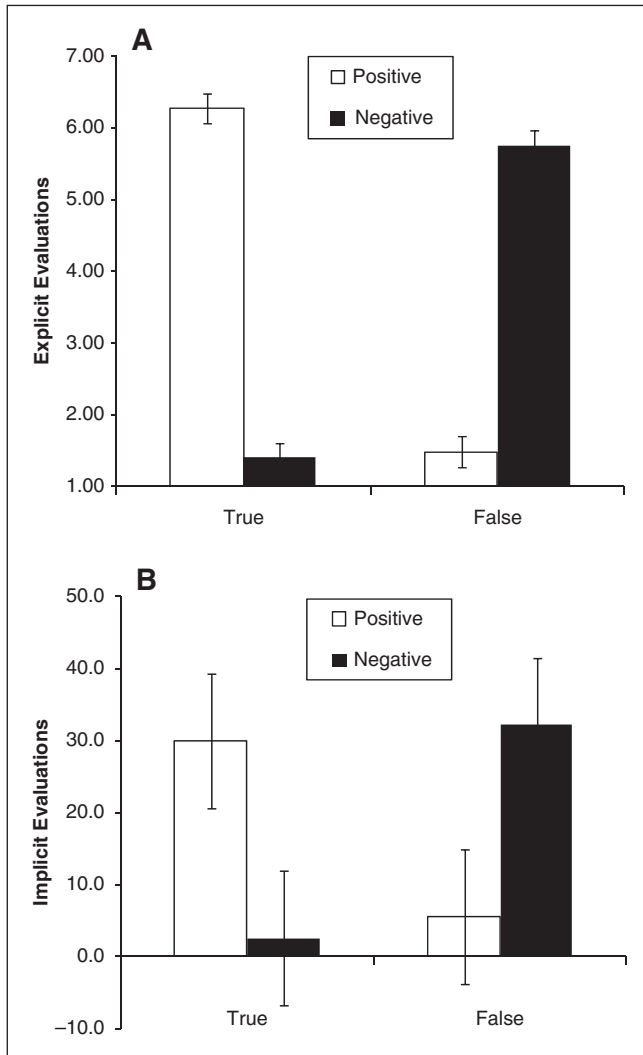 A
7.00
6.00
5.00
4.00
3.00
2.00
1.00
Explicit Evaluations
Positive
Negative
True False
B
50.0
40.0
30.0
20.0
10.0
0.0
–10.0
Implicit Evaluations
Positive
Negative
True False